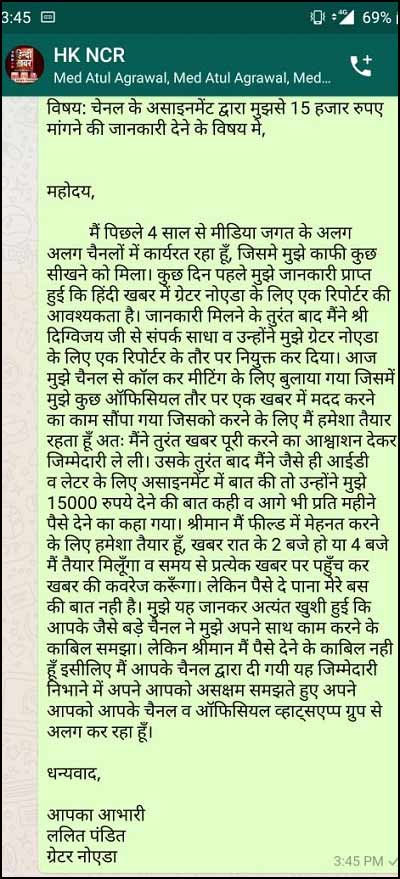 3:45
4G
69%
हिन्दी
ख़बर
HK NCR
Med Atul Agrawal, Med Atul Agrawal, Med...
विषय: चेनल के असाइनमेंट द्वारा मुझसे 15 हजार रुपए
मांगने की जानकारी देने के विषय में,
महोदय,
मैं पिछले 4 साल से मीडिया जगत के अलग
अलग चैनलों में कार्यरत रहा हूँ, जिसमे मुझे काफी कुछ
सीखने को मिला। कुछ दिन पहले मुझे जानकारी प्राप्त
हुई कि हिंदी खबर में ग्रेटर नोएडा के लिए एक रिपोर्टर की
आवश्यकता है। जानकारी मिलने के तुरंत बाद मैंने श्री
दिग्विजय जी से संपर्क साधा व उन्होंने मुझे ग्रेटर नोएडा
के लिए एक रिपोर्टर के तौर पर नियुक्त कर दिया। आज
मुझे चैनल से कॉल कर मीटिंग के लिए बुलाया गया जिसमें
मुझे कुछ ऑफिसियल तौर पर एक खबर में मदद करने
का काम सौंपा गया जिसको करने के लिए मैं हमेशा तैयार
रहता हूँ अतः मैंने तुरंत खबर पूरी करने का आश्वाशन देकर
जिम्मेदारी ले ली। उसके तुरंत बाद मैंने जैसे ही आईडी
व लेटर के लिए असाइनमेंट में बात की तो उन्होंने मुझे
15000 रुपये देने की बात कही व आगे भी प्रति महीने
पैसे देने का कहा गया। श्रीमान मैं फील्ड में मेहनत करने
के लिए हमेशा तैयार हूँ, खबर रात के 2 बजे हो या 4 बजे
मैं तैयार मिलूँगा व समय से प्रत्येक खबर पर पहुँच कर
खबर की कवरेज करूँगा। लेकिन पैसे दे पाना मेरे बस
की बात नही है। मुझे यह जानकर अत्यंत खुशी हुई कि
आपके जैसे बड़े चैनल ने मुझे अपने साथ काम करने के
काबिल समझा। लेकिन श्रीमान मैं पैसे देने के काबिल नही
हूँ इसीलिए मैं आपके चैनल द्वारा दी गयी यह जिम्मेदारी
निभाने में अपने आपको असक्षम समझते हुए अपने
आपको आपके चैनल व ऑफिसियल व्हाट्सएप्प ग्रुप से
अलग कर रहा हूँ।
धन्यवाद,
आपका आभारी
ललित पंडित
ग्रेटर नोएडा
3:45 PM